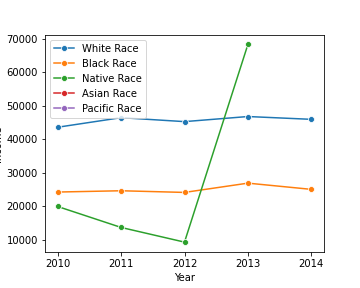 White Race
Black Race
Native Race
Asian Race
Pacific Race
70000
60000
50000
40000
30000
20000
10000
2010 2011 2012 2013 2014
Year